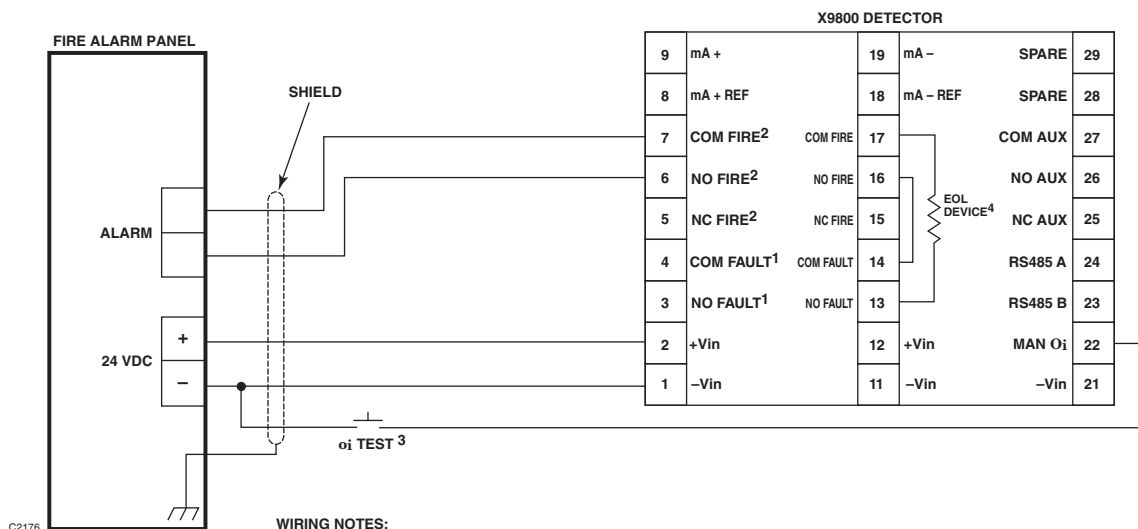 X9800 DETECTOR
FIRE ALARM PANEL
SHIELD
ALARM
+
24 VDC
–
oi TEST 3
9 mA +
8 mA + REF
7 COM FIRE2
6 NO FIRE2
5 NC FIRE2
4 COM FAULT1
3 NO FAULT1
2 +Vin
1 –Vin
19 mA –
18 mA – REF
COM FIRE 17
NO FIRE 16
NC FIRE 15
COM FAULT 14
NO FAULT 13
12 +Vin
11 –Vin
EOL
DEVICE4
SPARE 29
SPARE 28
COM AUX 27
NO AUX 26
NC AUX 25
RS485 A 24
RS485 B 23
MAN Oi 22
–Vin 21
C2176
WIRING NOTES: